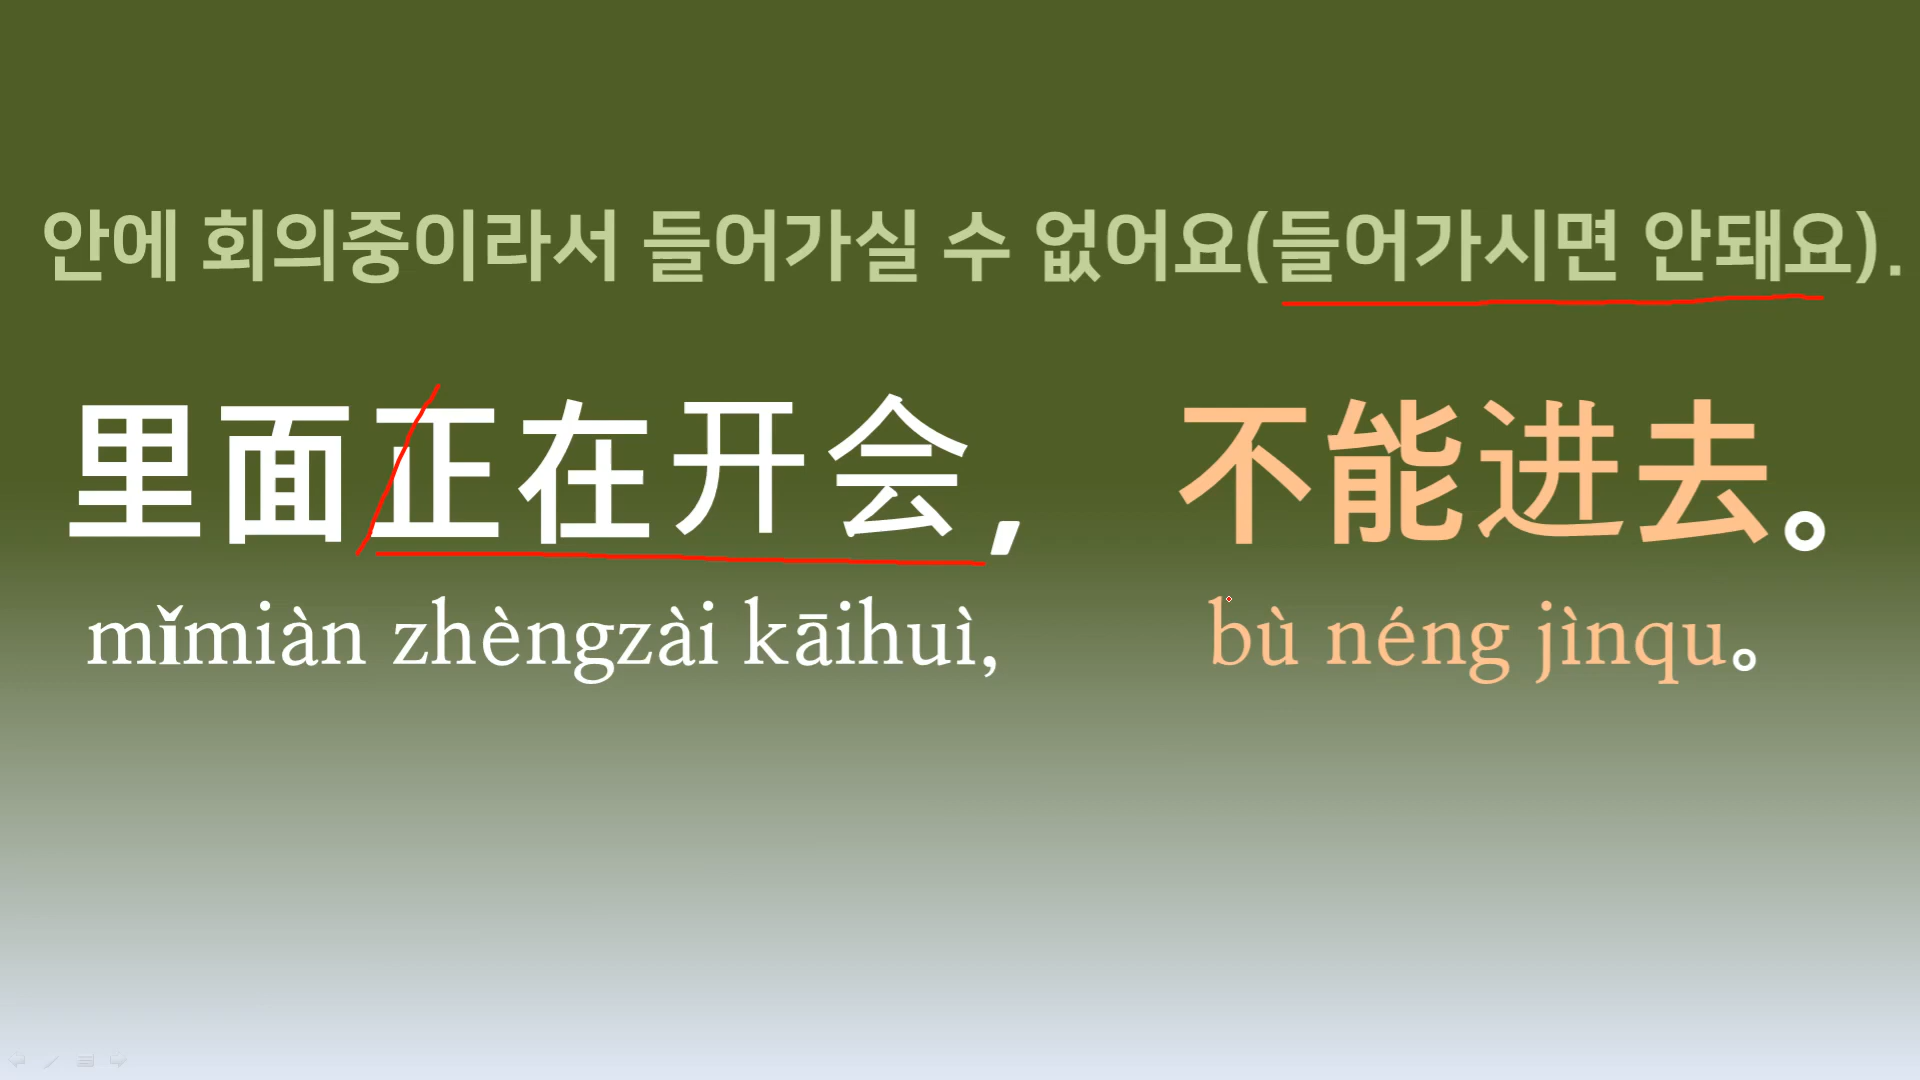 안에 회의중이라서 들어가실 수 없어요(들어가시면 안돼요).
里面正在开会, 不能进去。
mǐmiàn zhèngzài kāihuì, bù néng jìnqu。